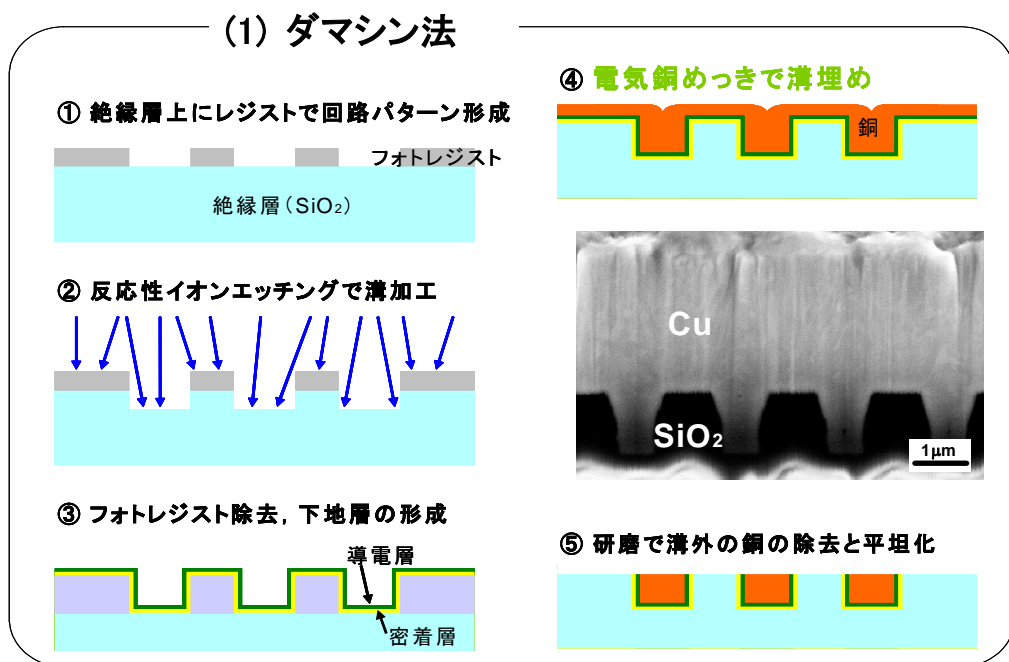 (1) ダマシン法
① 絶縁層上にレジストで回路パターン形成
フォトレジスト
絶縁層(SiO₂)
② 反応性イオンエッチングで溝加工
③ フォトレジスト除去, 下地層の形成
導電層
密着層
④ 電気銅めっきで溝埋め
銅
Cu
SiO₂
1μm
⑤ 研磨で溝外の銅の除去と平坦化